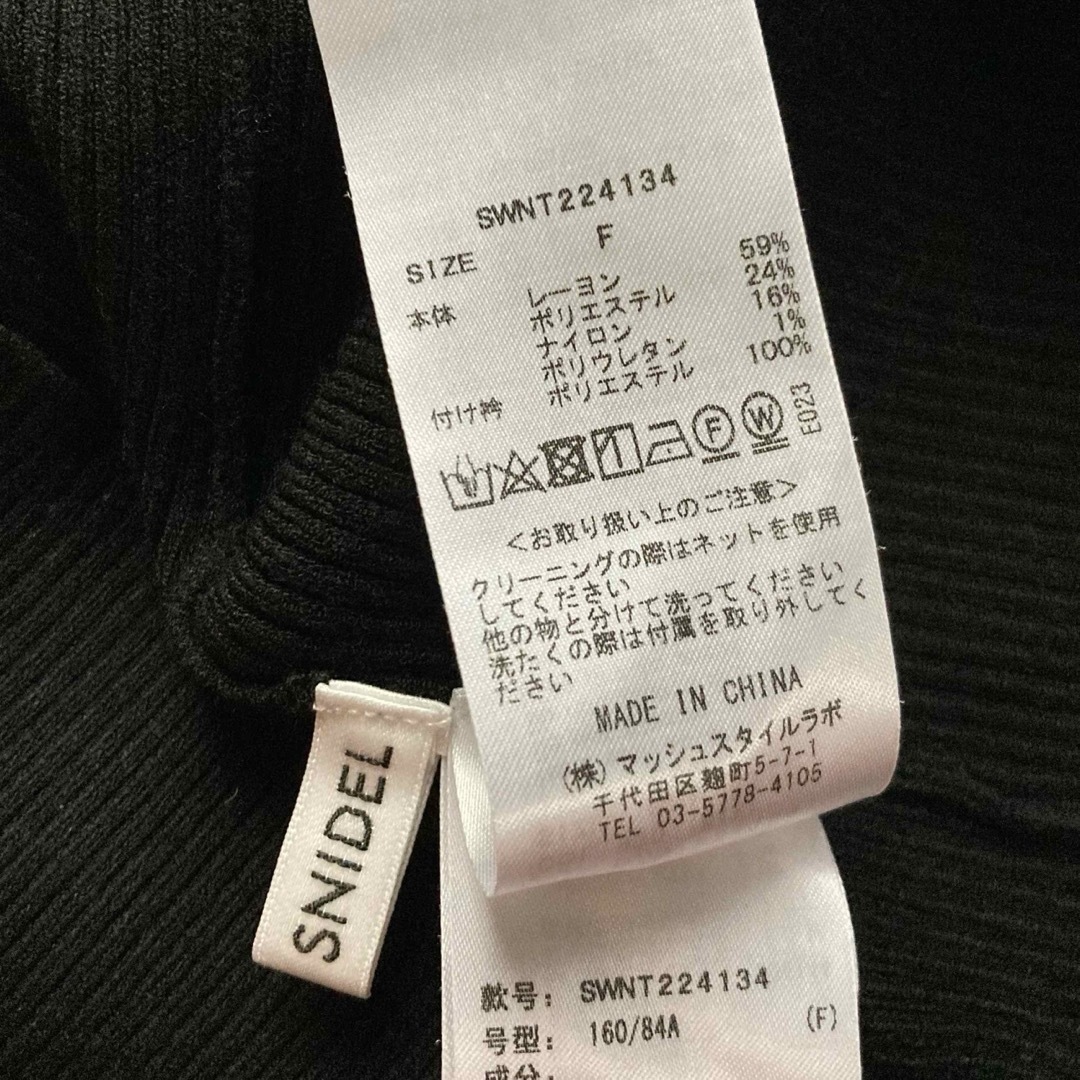 SWNT224134
SIZE F
本体 レーヨン 59%
ポリエステル 24%
ナイロン 16%
ポリウレタン 1%
付け衿 ポリエステル 100%
F W E023
<お取り扱い上のご注意>
クリーニングの際はネットを使用
してください
他の物と分けて洗ってください
洗たくの際は付属を取り外してく
ださい
MADE IN CHINA
(株)マッシュスタイルラボ
千代田区麹町5-7-1
TEL 03-5778-4105
SNIDEL
款号: SWNT224134
号型: 160/84A (F)
成分: